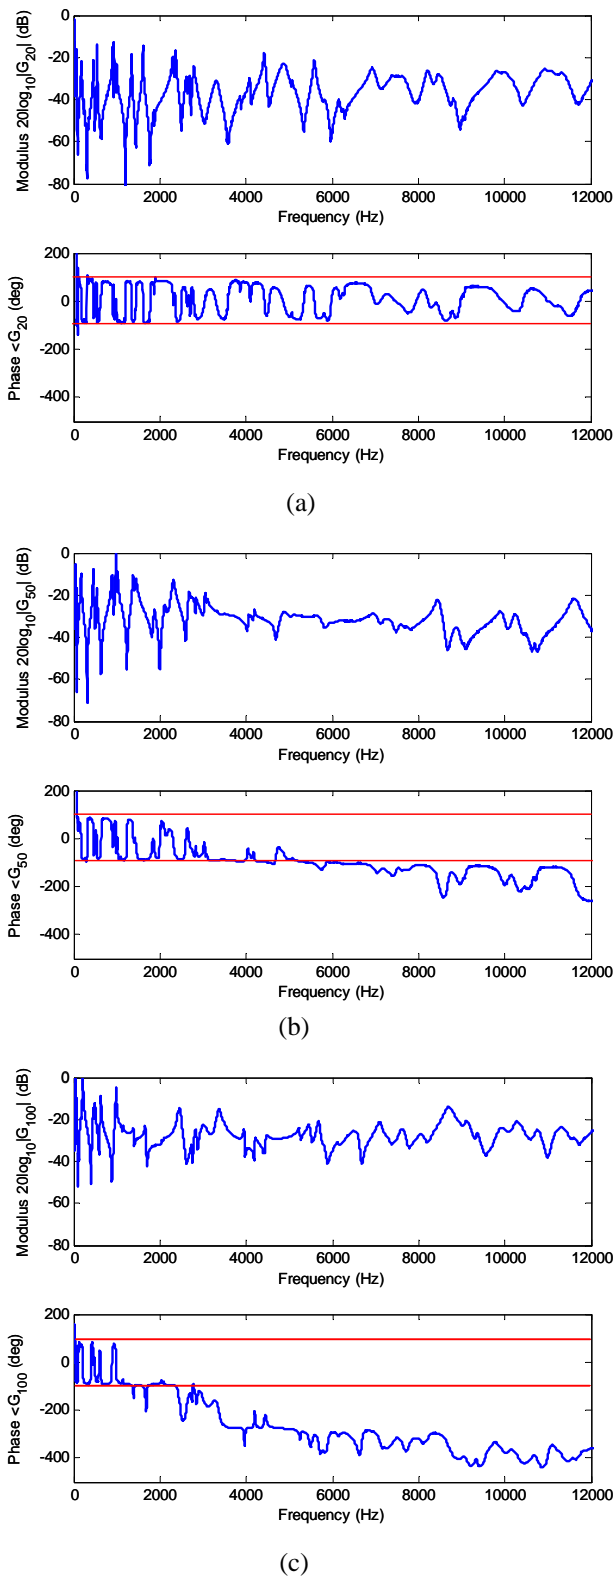 0
-20
-40
-60
-80
Modulus 20log10|G20| (dB)
0 2000 4000 6000 8000 10000 12000
Frequency (Hz)
200
0
-200
-400
Phase <G20 (deg)
0 2000 4000 6000 8000 10000 12000
Frequency (Hz)
(a)
0
-20
-40
-60
-80
Modulus 20log10|G50| (dB)
0 2000 4000 6000 8000 10000 12000
Frequency (Hz)
200
0
-200
-400
Phase <G50 (deg)
0 2000 4000 6000 8000 10000 12000
Frequency (Hz)
(b)
0
-20
-40
-60
-80
Modulus 20log10|G100| (dB)
0 2000 4000 6000 8000 10000 12000
Frequency (Hz)
200
0
-200
-400
Phase <G100 (deg)
0 2000 4000 6000 8000 10000 12000
Frequency (Hz)
(c)